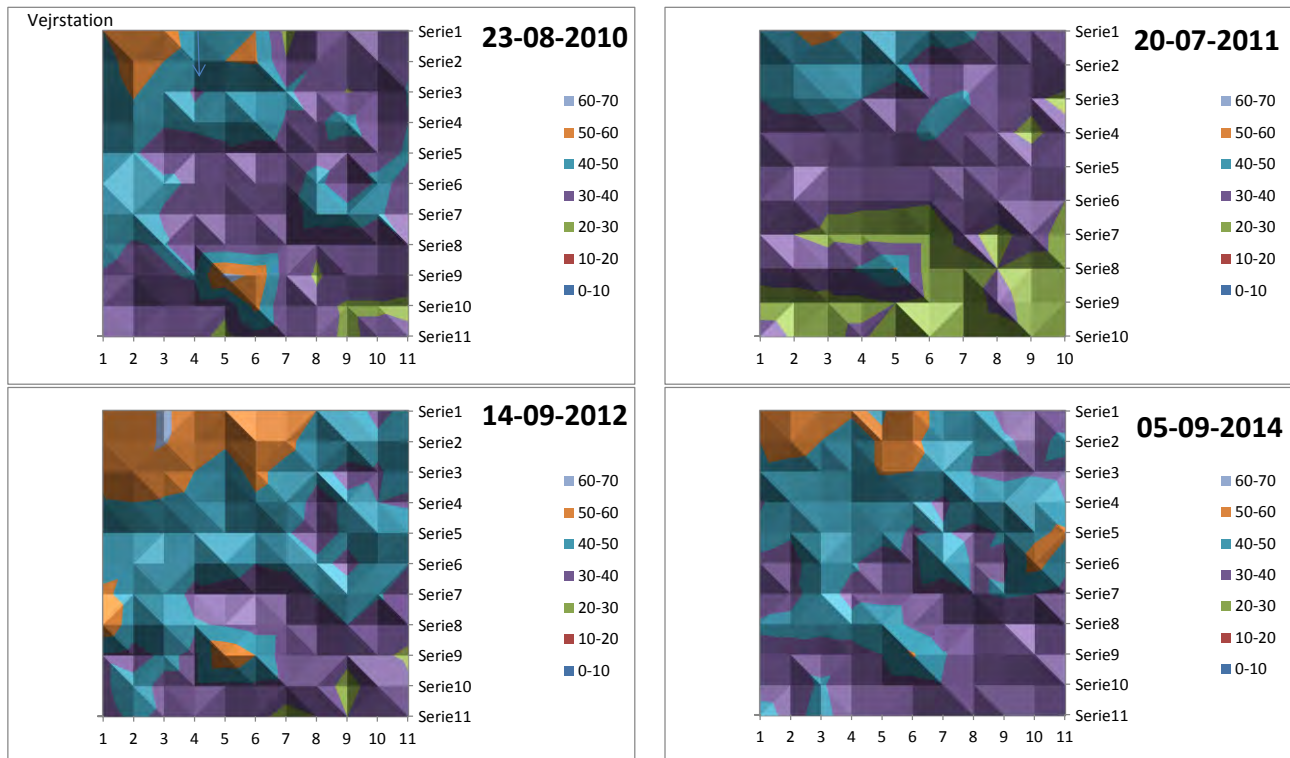 Vejrstation
23-08-2010
Serie1
Serie2
Serie3
Serie4
Serie5
Serie6
Serie7
Serie8
Serie9
Serie10
Serie11
60-70
50-60
40-50
30-40
20-30
10-20
0-10
1 2 3 4 5 6 7 8 9 10 11
20-07-2011
Serie1
Serie2
Serie3
Serie4
Serie5
Serie6
Serie7
Serie8
Serie9
Serie10
60-70
50-60
40-50
30-40
20-30
10-20
0-10
1 2 3 4 5 6 7 8 9 10
14-09-2012
Serie1
Serie2
Serie3
Serie4
Serie5
Serie6
Serie7
Serie8
Serie9
Serie10
Serie11
60-70
50-60
40-50
30-40
20-30
10-20
0-10
1 2 3 4 5 6 7 8 9 10 11
05-09-2014
Serie1
Serie2
Serie3
Serie4
Serie5
Serie6
Serie7
Serie8
Serie9
Serie10
Serie11
60-70
50-60
40-50
30-40
20-30
10-20
0-10
1 2 3 4 5 6 7 8 9 10 11